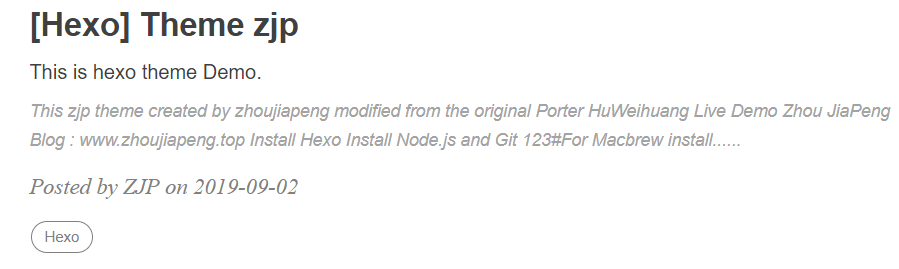 [Hexo] Theme zjp
This is hexo theme Demo.
This zjp theme created by zhoujiapeng modified from the original Porter HuWeihuang Live Demo Zhou JiaPeng
Blog : www.zhoujiapeng.top Install Hexo Install Node.js and Git 123#For Macbrew install......
Posted by ZJP on 2019-09-02
Hexo